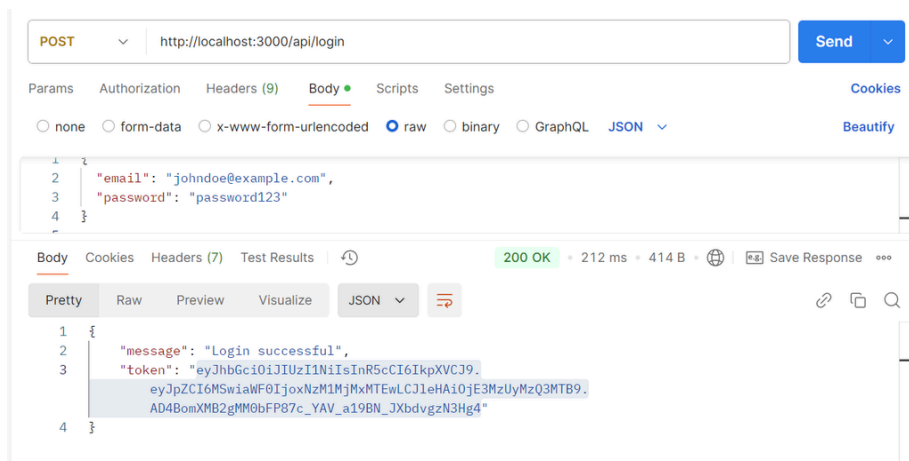 POST http://localhost:3000/api/login Send
Params Authorization Headers (9) Body Scripts Settings Cookies
none form-data x-www-form-urlencoded raw binary GraphQL JSON Beautify
1 {
2 "email": "johndoe@example.com",
3 "password": "password123"
4 }
Body Cookies Headers (7) Test Results 200 OK 212 ms 414 B e.g. Save Response
Pretty Raw Preview Visualize JSON
1 {
2 "message": "Login successful",
3 "token": "eyJhbGciOiJIUzI1NiIsInR5cCI6IkpXVCJ9.
eyJpZCI6MSwiaWF0IjoxNzM1MjMxMTEwLCJleHAiOjE3MzUyMzQ3MTB9.
AD4BomXMB2gMM0bFP87c_YAV_a19BN_JXbdvgzN3Hg4"
4 }